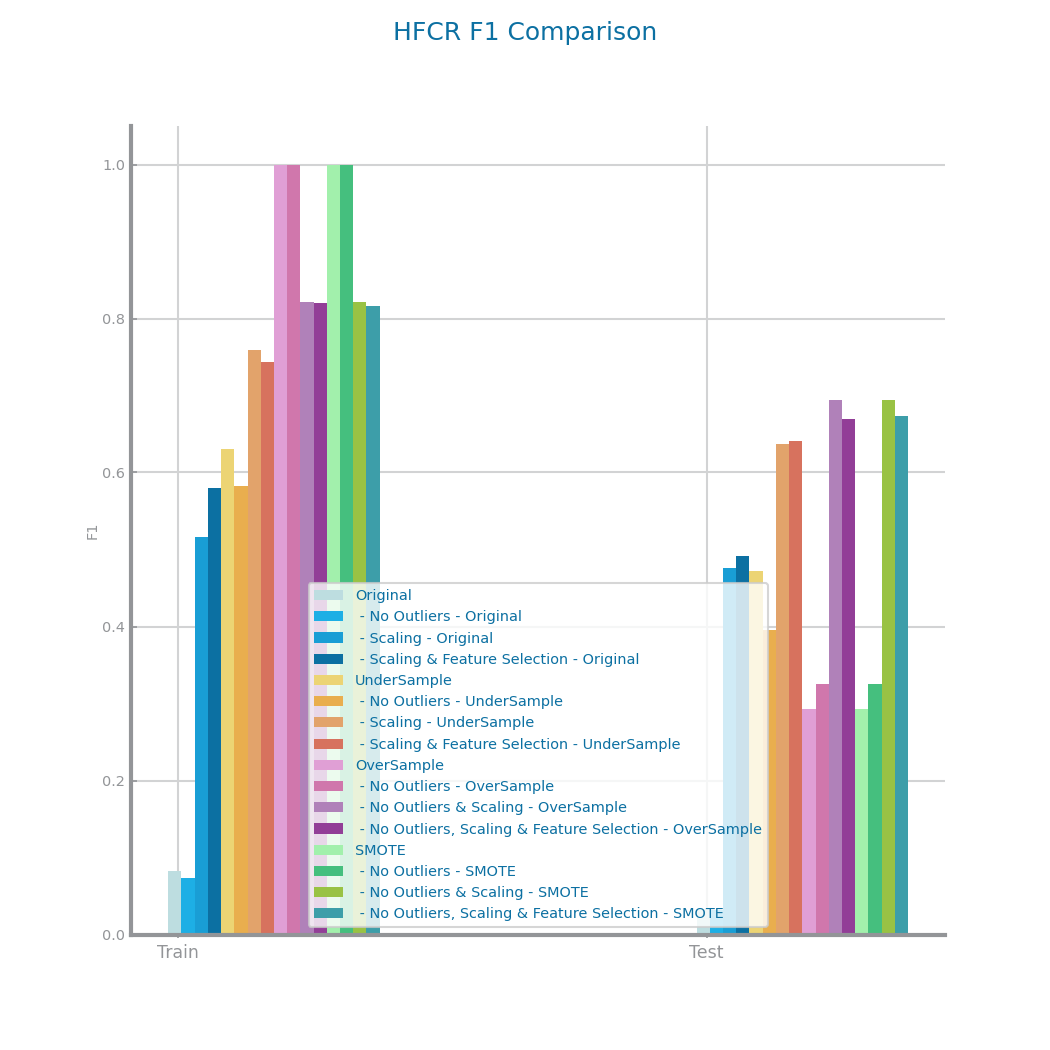 HFCR F1 Comparison
1.0
0.8
0.6
0.4
0.2
0.0
F1
Original
- No Outliers - Original
- Scaling - Original
- Scaling & Feature Selection - Original
UnderSample
- No Outliers - UnderSample
- Scaling - UnderSample
- Scaling & Feature Selection - UnderSample
OverSample
- No Outliers - OverSample
- No Outliers & Scaling - OverSample
- No Outliers, Scaling & Feature Selection - OverSample
SMOTE
- No Outliers - SMOTE
- No Outliers & Scaling - SMOTE
- No Outliers, Scaling & Feature Selection - SMOTE
Train
Test